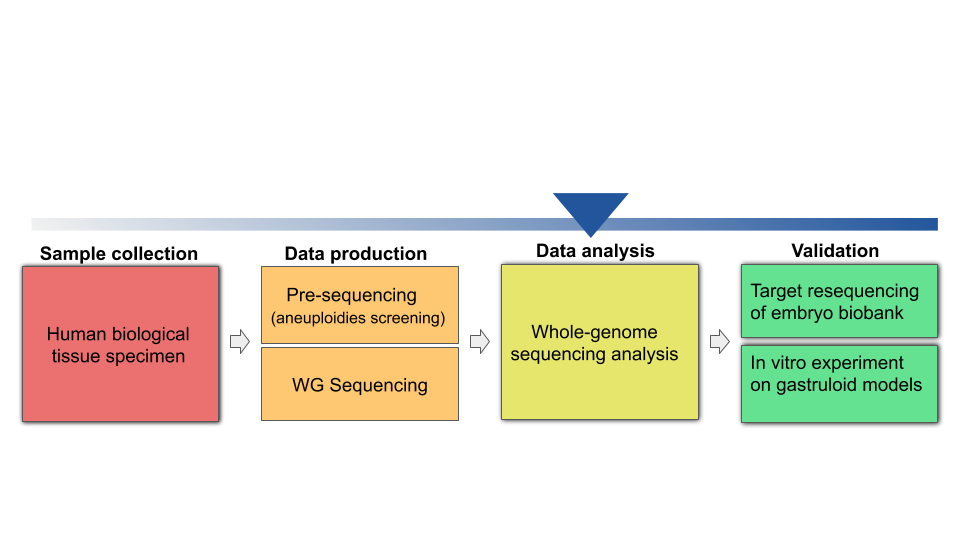 Sample collection
Data production
Data analysis
Validation
Human biological
tissue specimen
Pre-sequencing
(aneuploidies screening)
WG Sequencing
Whole-genome
sequencing analysis
Target resequencing
of embryo biobank
In vitro experiment
on gastruloid models